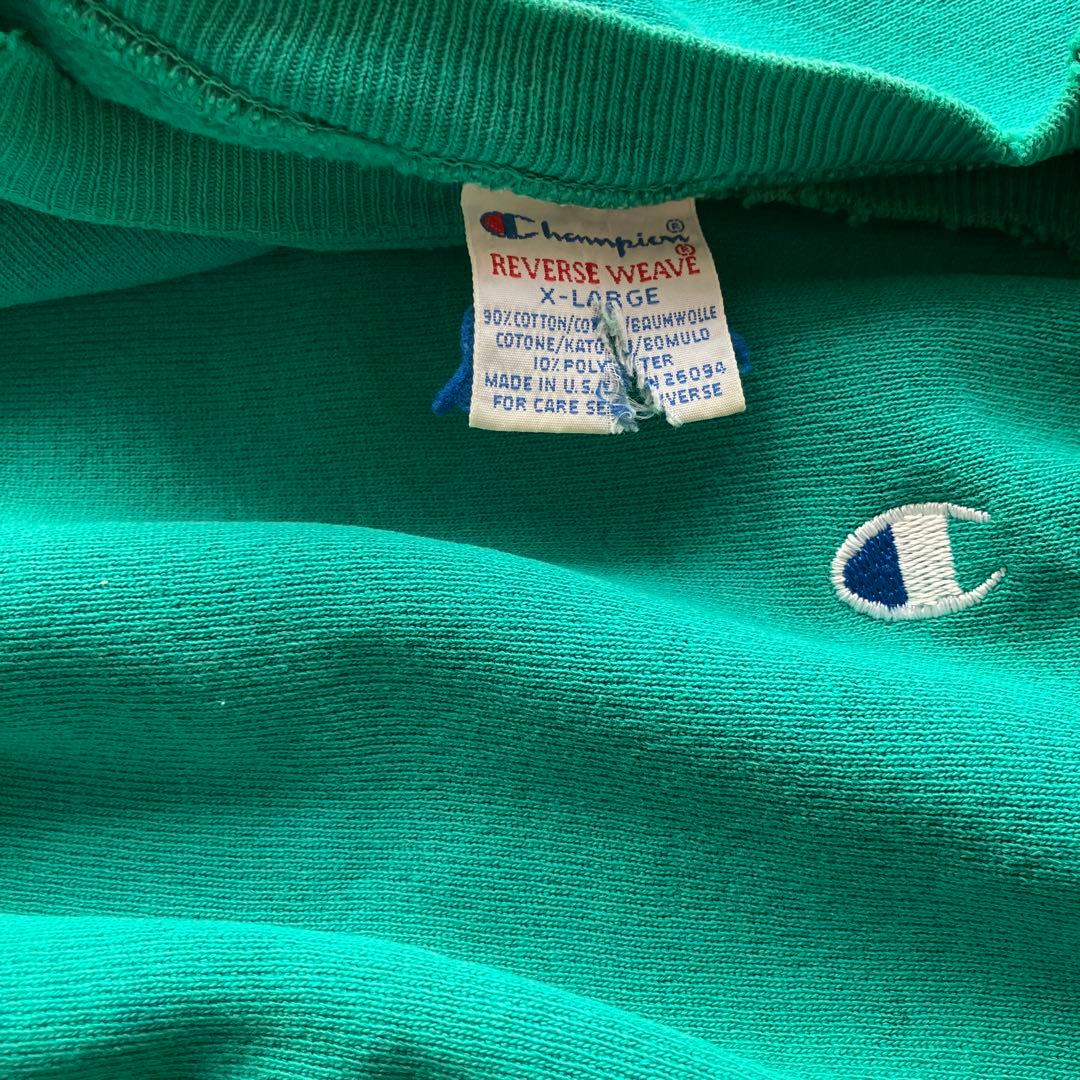 Champion®
REVERSE WEAVE®
X-LARGE
90% COTTON/CO /BAUMWOLLE
COTONE/KATO /BOMULD
10% POLY TER
MADE IN U.S. N 26094
FOR CARE SE VERSE